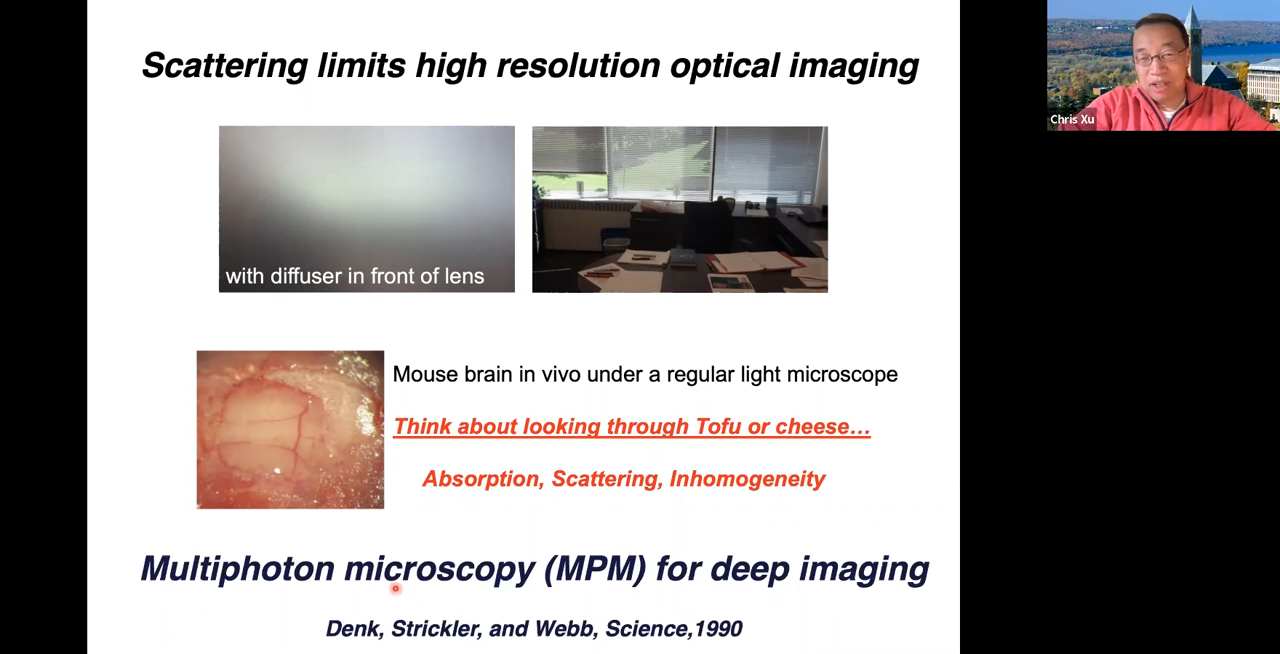 Scattering limits high resolution optical imaging
with diffuser in front of lens
Mouse brain in vivo under a regular light microscope
Think about looking through Tofu or cheese…
Absorption, Scattering, Inhomogeneity
Multiphoton microscopy (MPM) for deep imaging
Denk, Strickler, and Webb, Science,1990
Chris Xu